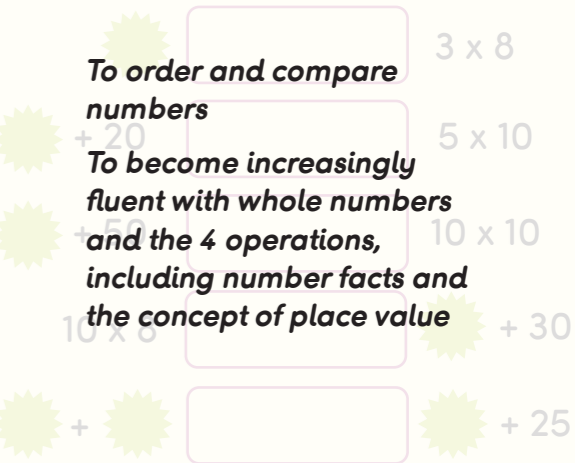 3 x 8
To order and compare
numbers
+ 20
5 x 10
To become increasingly
fluent with whole numbers
+ 50
10 x 10
and the 4 operations,
including number facts and
the concept of place value
10 x 8
+ 30
+
+ 25